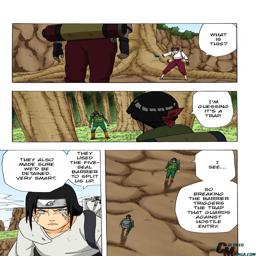 WHAT IS
THIS?
I'M
GUESSING
IT'S A
TRAP.
THEY ALSO
MADE SURE
WE'D BE
DETAINED.
VERY SMART.
THEY
USED THE
FIVE-
SEAL
BARRIER
TO SPLIT
US UP.
I
SEE...
SO
BREAKING
THE BARRIER
TRIGGERS
THE TRAP
THAT GUARDS
AGAINST
HOSTILE
ENTRY.